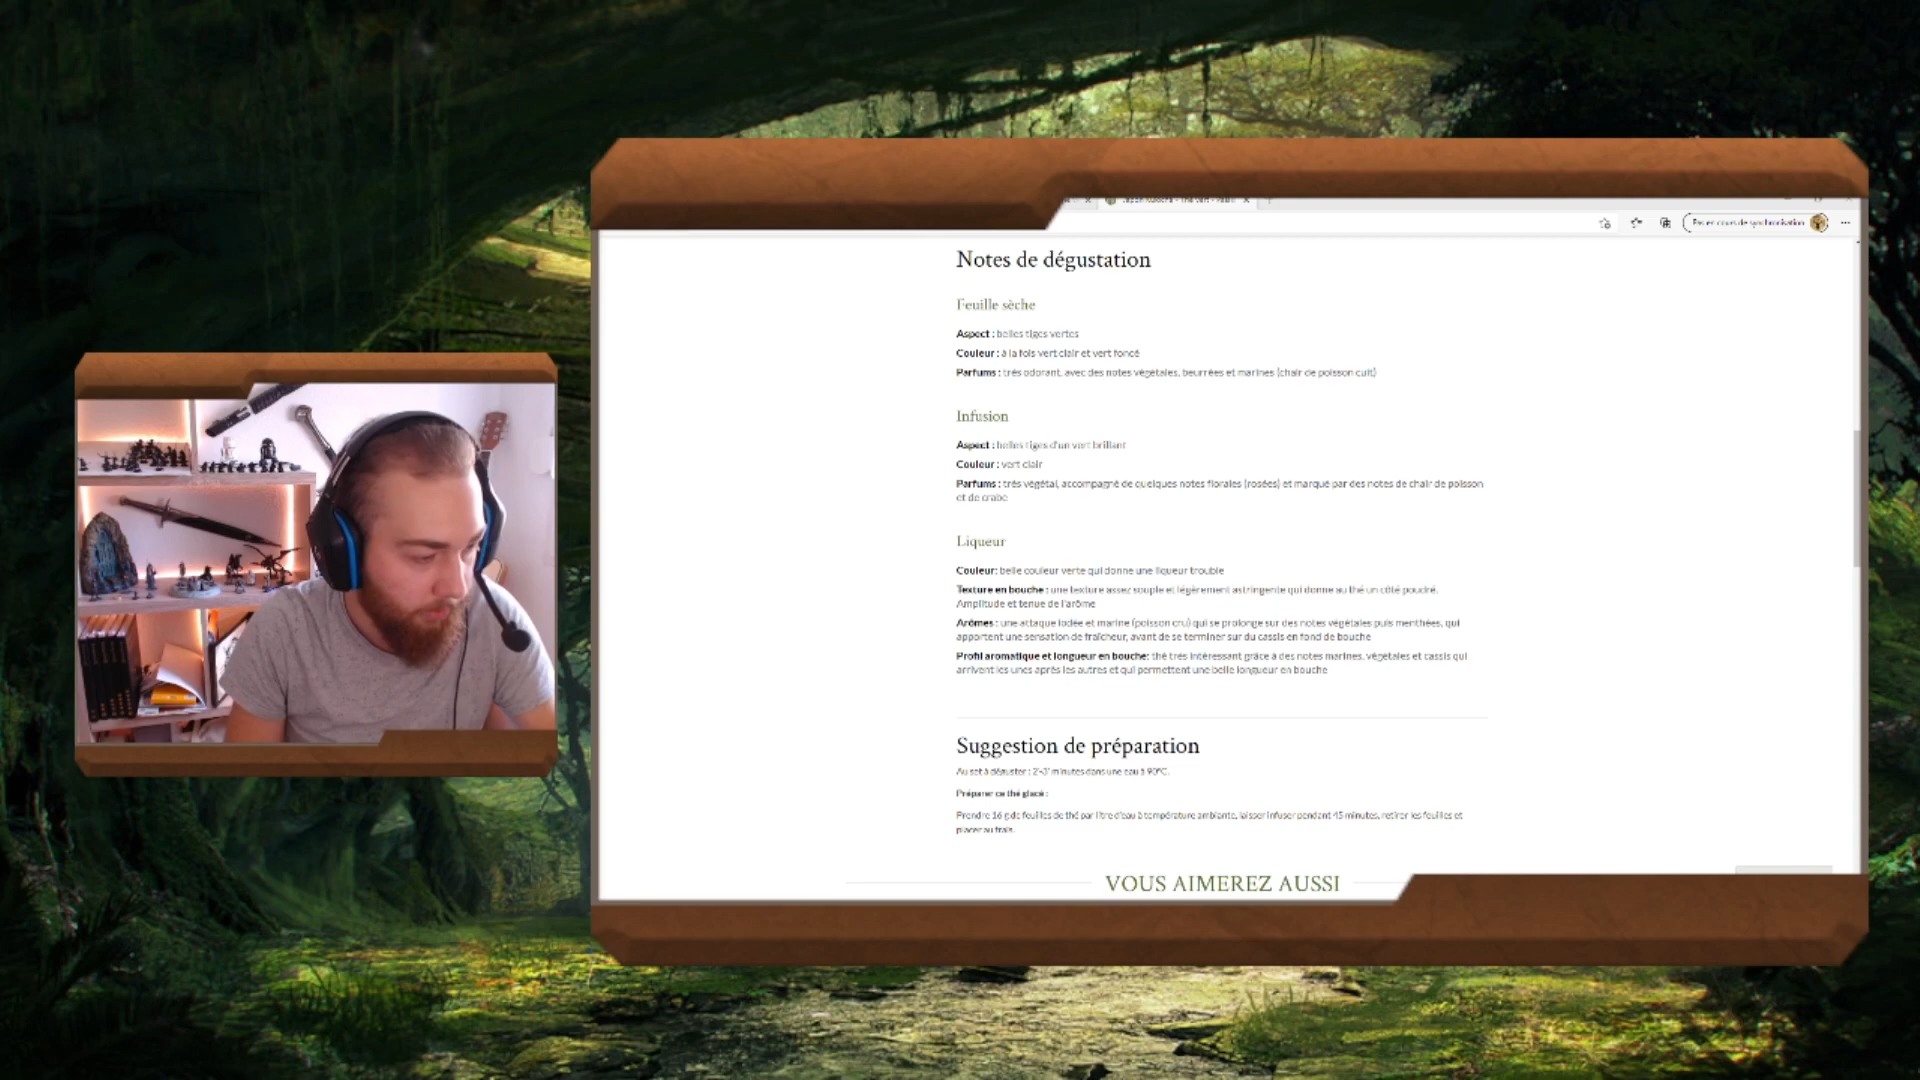 Pas en cours de synchronisation
Notes de dégustation
Feuille sèche
Aspect : belles tiges vertes
Couleur : à la fois vert clair et vert foncé
Parfums : très odorant, avec des notes végétales, beurrées et marines (chair de poisson cuit)
Infusion
Aspect : belles tiges d'un vert brillant
Couleur : vert clair
Parfums : très végétal, accompagné de quelques notes florales (rosées) et marqué par des notes de chair de poisson
et de crabe
Liqueur
Couleur: belle couleur verte qui donne une liqueur trouble
Texture en bouche : une texture assez souple et légèrement astringente qui donne au thé un côté poudré.
Amplitude et tenue de l'arôme
Arômes : une attaque iodée et marine (poisson cru) qui se prolonge sur des notes végétales puis menthées, qui
apportent une sensation de fraîcheur, avant de se terminer sur du cassis en fond de bouche
Profil aromatique et longueur en bouche: thé très intéressant grâce à des notes marines, végétales et cassis qui
arrivent les unes après les autres et qui permettent une belle longueur en bouche
Suggestion de préparation
Au set à déguster : 2'-3' minutes dans une eau à 90°C.
Préparer ce thé glacé :
Prendre 16 g de feuilles de thé par litre d'eau à température ambiante, laisser infuser pendant 45 minutes, retirer les feuilles et
placer au frais.
VOUS AIMEREZ AUSSI